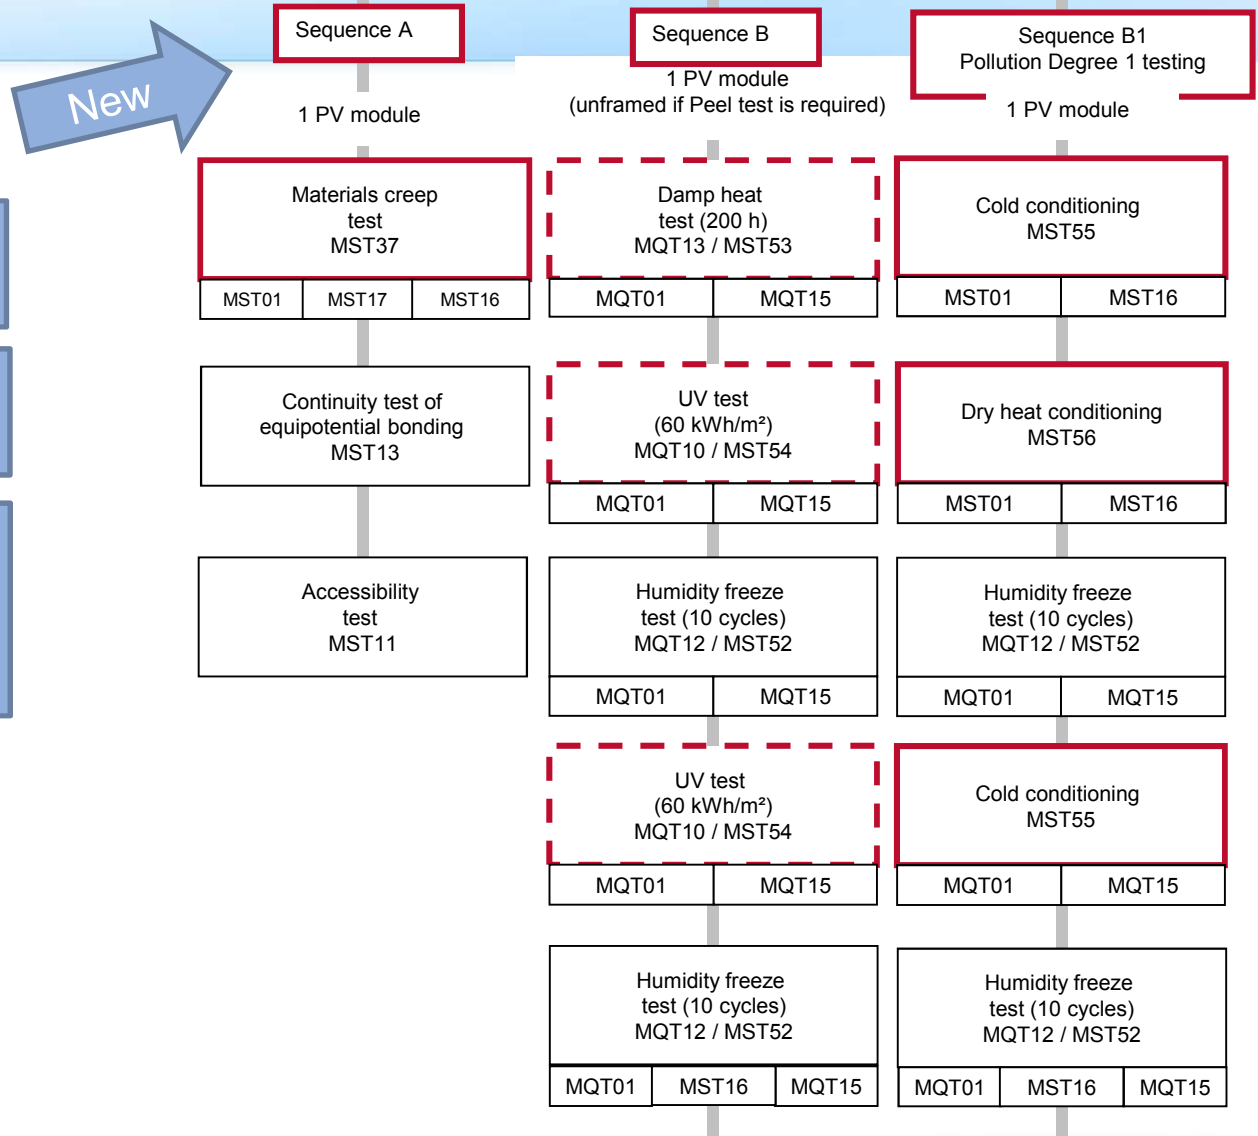 New
Sequence A
1 PV module
Materials creep
test
MST37
MST01 MST17 MST16
Continuity test of
equipotential bonding
MST13
Accessibility
test
MST11
Sequence B
1 PV module
(unframed if Peel test is required)
Damp heat
test (200 h)
MQT13 / MST53
MQT01 MQT15
UV test
(60 kWh/m²)
MQT10 / MST54
MQT01 MQT15
Humidity freeze
test (10 cycles)
MQT12 / MST52
MQT01 MQT15
UV test
(60 kWh/m²)
MQT10 / MST54
MQT01 MQT15
Humidity freeze
test (10 cycles)
MQT12 / MST52
MQT01 MST16 MQT15
Sequence B1
Pollution Degree 1 testing
1 PV module
Cold conditioning
MST55
MST01 MST16
Dry heat conditioning
MST56
MST01 MST16
Humidity freeze
test (10 cycles)
MQT12 / MST52
MQT01 MQT15
Cold conditioning
MST55
MQT01 MQT15
Humidity freeze
test (10 cycles)
MQT12 / MST52
MQT01 MST16 MQT15